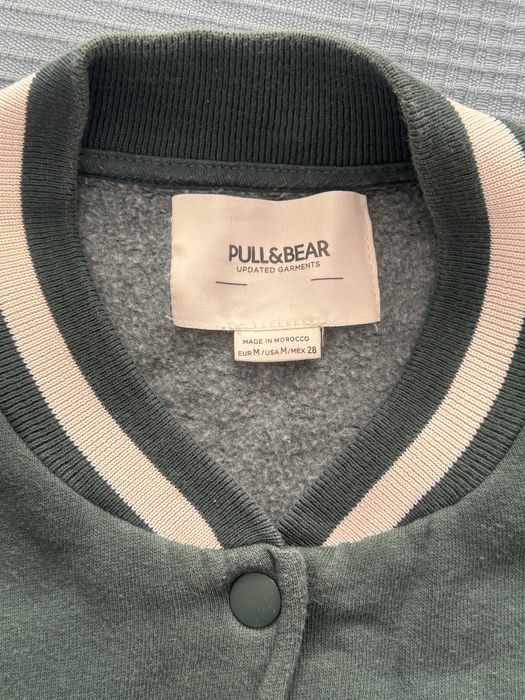 PULL&BEAR
UPDATED GARMENTS
MADE IN MOROCCO
EUR M/USA M/MEX 28